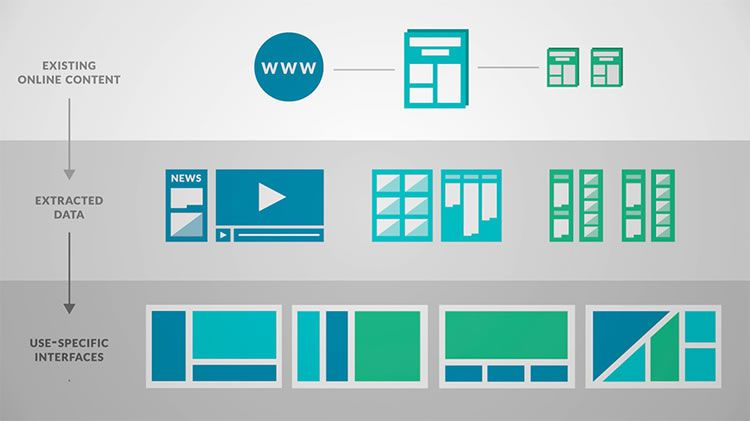 EXISTING
ONLINE CONTENT
WWW
EXTRACTED
DATA
NEWS
USE-SPECIFIC
INTERFACES